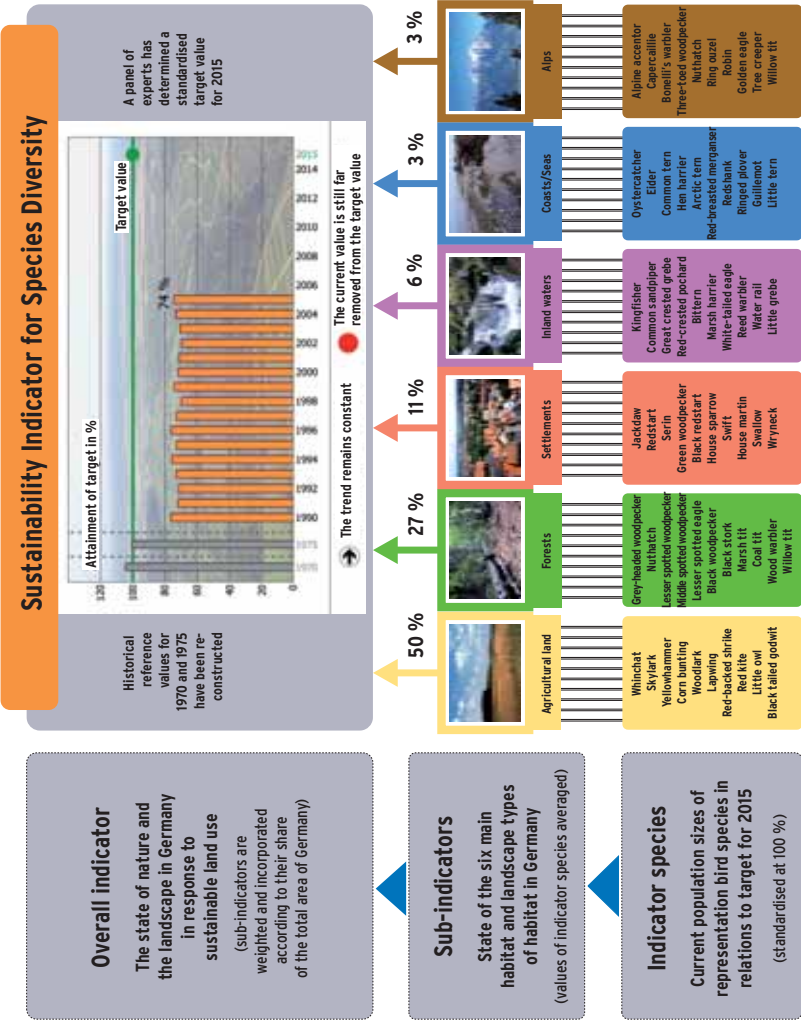 Sustainability Indicator for Species Diversity
Overall indicator
The state of nature and
the landscape in Germany
in response to
sustainable land use
(sub-indicators are
weighted and incorporated
according to their share
of the total area of Germany)
Historical
reference
values for
1970 and 1975
have been re-
constructed
Attainment of target in %
120
100
80
60
40
20
0
1970
1975
1990
1992
1994
1996
1998
2000
2002
2004
2006
2008
2010
2012
2014
2015
74 %
Target value
The trend remains constant
The current value is still far
removed from the target value
A panel of
experts has
determined a
standardised
target value
for 2015
Sub-indicators
State of the six main
habitat and landscape types
of habitat in Germany
(values of indicator species averaged)
50 %
27 %
11 %
6 %
3 %
3 %
Agricultural land
Forests
Settlements
Inland waters
Coasts/Seas
Alps
Indicator species
Current population sizes of
representation bird species in
relations to target for 2015
(standardised at 100 %)
Whinchat
Skylark
Yellowhammer
Corn bunting
Woodlark
Lapwing
Red-backed shrike
Red kite
Little owl
Black tailed godwit
Grey-headed woodpecker
Nuthatch
Lesser spotted woodpecker
Middle spotted woodpecker
Lesser spotted eagle
Black woodpecker
Black stork
Marsh tit
Coal tit
Wood warbler
Willow tit
Jackdaw
Redstart
Serin
Green woodpecker
Black redstart
House sparrow
Swift
House martin
Swallow
Wryneck
Kingfisher
Common sandpiper
Great crested grebe
Red-crested pochard
Bittern
Marsh harrier
White-tailed eagle
Reed warbler
Water rail
Little grebe
Oystercatcher
Eider
Common tern
Hen harrier
Arctic tern
Red-breasted merganser
Redshank
Ringed plover
Guillemot
Little tern
Alpine accentor
Capercaillie
Bonelli's warbler
Three-toed woodpecker
Nuthatch
Ring ouzel
Robin
Golden eagle
Tree creeper
Willow tit